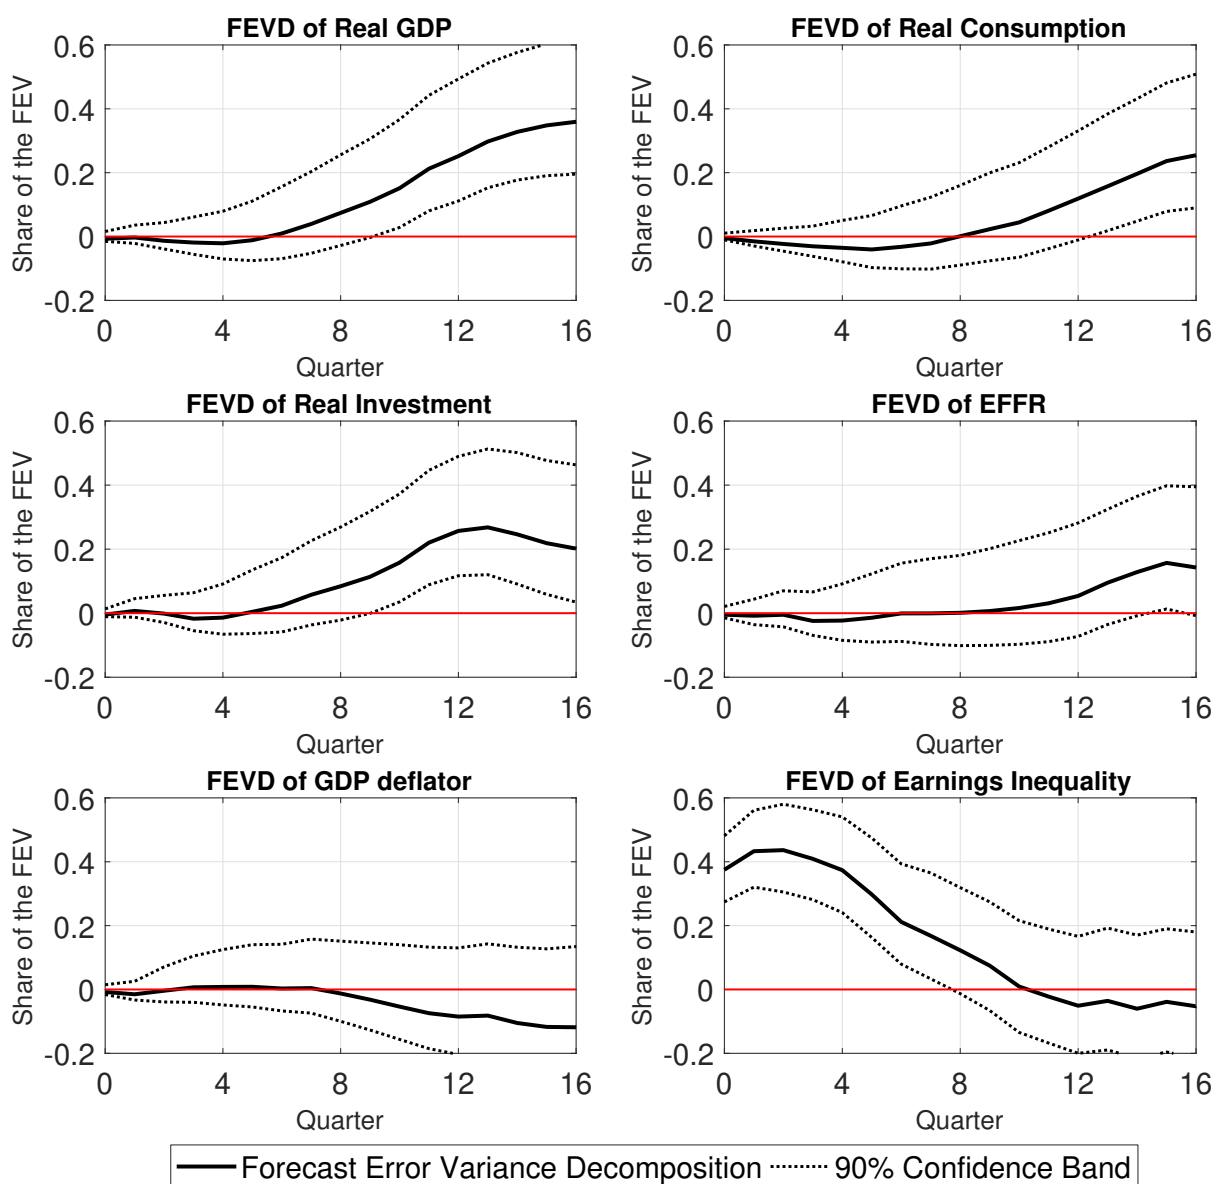 FEVD of Real GDP
0.6
0.4
0.2
0
-0.2
Share of the FEV
0 4 8 12 16
Quarter
FEVD of Real Consumption
0.6
0.4
0.2
0
-0.2
Share of the FEV
0 4 8 12 16
Quarter
FEVD of Real Investment
0.6
0.4
0.2
0
-0.2
Share of the FEV
0 4 8 12 16
Quarter
FEVD of EFFR
0.6
0.4
0.2
0
-0.2
Share of the FEV
0 4 8 12 16
Quarter
FEVD of GDP deflator
0.6
0.4
0.2
0
-0.2
Share of the FEV
0 4 8 12 16
Quarter
FEVD of Earnings Inequality
0.6
0.4
0.2
0
-0.2
Share of the FEV
0 4 8 12 16
Quarter
Forecast Error Variance Decomposition 90% Confidence Band